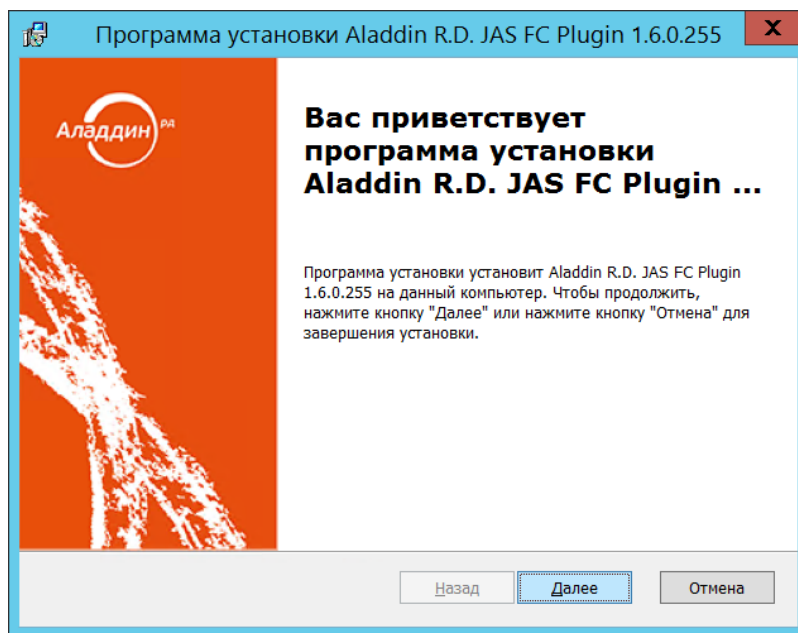 Программа установки Aladdin R.D. JAS FC Plugin 1.6.0.255
X
Аладдин РД
Вас приветствует
программа установки
Aladdin R.D. JAS FC Plugin ...
Программа установки установит Aladdin R.D. JAS FC Plugin
1.6.0.255 на данный компьютер. Чтобы продолжить,
нажмите кнопку "Далее" или нажмите кнопку "Отмена" для
завершения установки.
Назад Далее Отмена